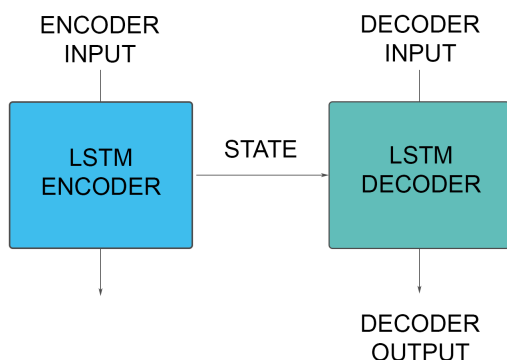 ENCODER
INPUT
DECODER
INPUT
LSTM
ENCODER
STATE
LSTM
DECODER
DECODER
OUTPUT